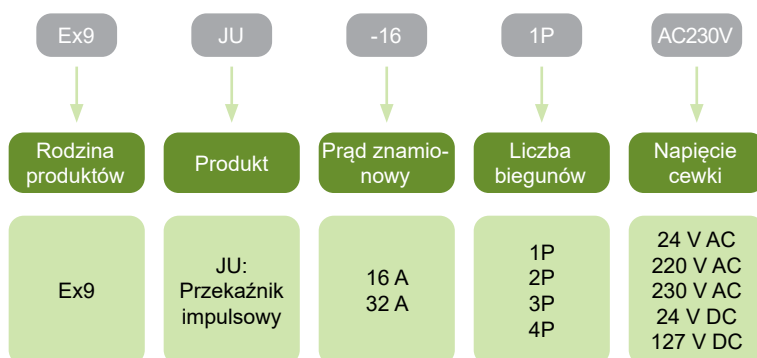 Ex9
JU
-16
1P
AC230V
Rodzina
produktów
Produkt
Prąd znamio-
nowy
Liczba
biegunów
Napięcie
cewki
Ex9
JU:
Przekaźnik
impulsowy
16 A
32 A
1P
2P
3P
4P
24 V AC
220 V AC
230 V AC
24 V DC
127 V DC